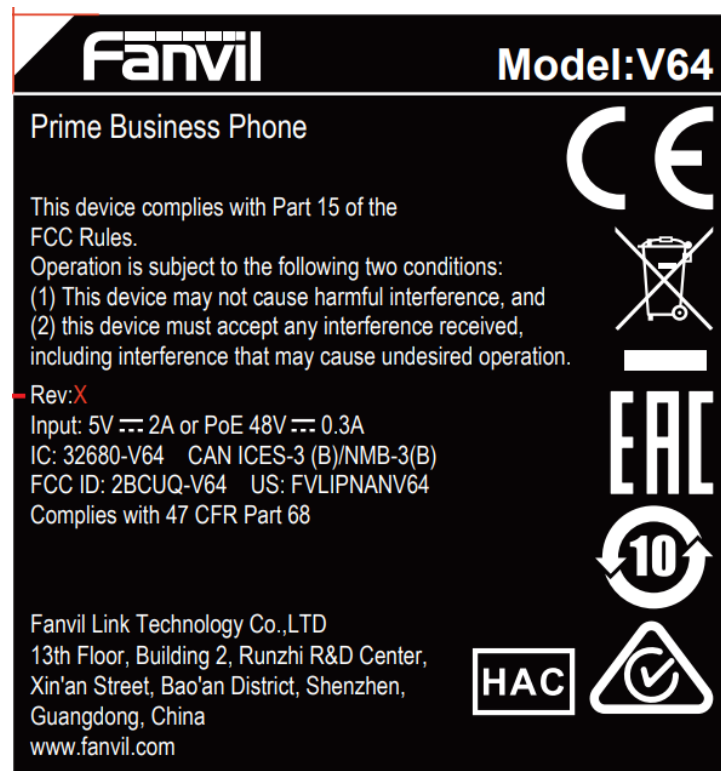 Fanvil
Model:V64
Prime Business Phone
CE
This device complies with Part 15 of the
FCC Rules.
Operation is subject to the following two conditions:
(1) This device may not cause harmful interference, and
(2) this device must accept any interference received,
including interference that may cause undesired operation.
Rev:X
Input: 5V ⎓ 2A or PoE 48V ⎓ 0.3A
IC: 32680-V64 CAN ICES-3 (B)/NMB-3(B)
FCC ID: 2BCUQ-V64 US: FVLIPNANV64
Complies with 47 CFR Part 68
EAC
10
Fanvil Link Technology Co.,LTD
13th Floor, Building 2, Runzhi R&D Center,
Xin'an Street, Bao'an District, Shenzhen,
Guangdong, China
www.fanvil.com
HAC